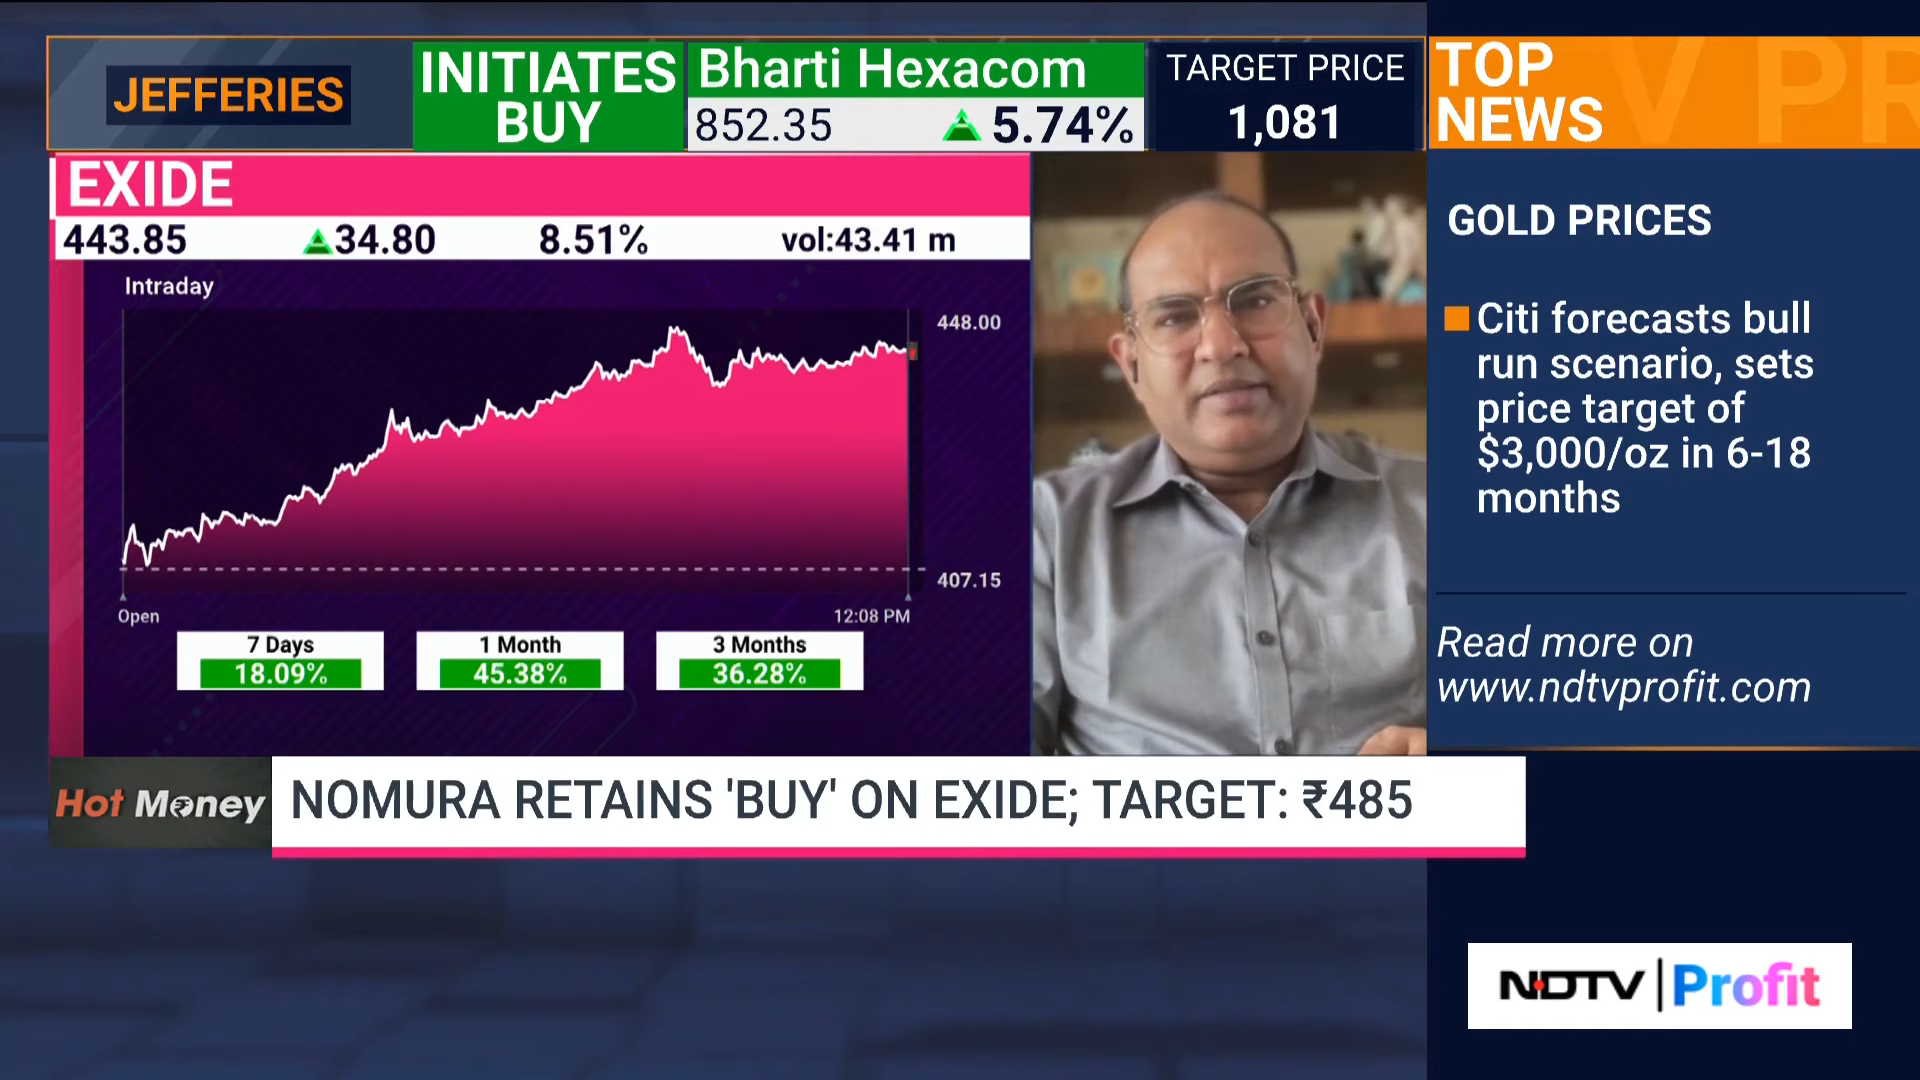 JEFFERIES
INITIATES
BUY
Bharti Hexacom
852.35 5.74%
TARGET PRICE
1,081
TOP
NEWS
EXIDE
443.85 34.80 8.51% vol:43.41 m
Intraday
448.00
407.15
Open 12:08 PM
7 Days
18.09%
1 Month
45.38%
3 Months
36.28%
GOLD PRICES
Citi forecasts bull
run scenario, sets
price target of
$3,000/oz in 6-18
months
Read more on
www.ndtvprofit.com
Hot Money
NOMURA RETAINS 'BUY' ON EXIDE; TARGET: ₹485
NDTV | Profit